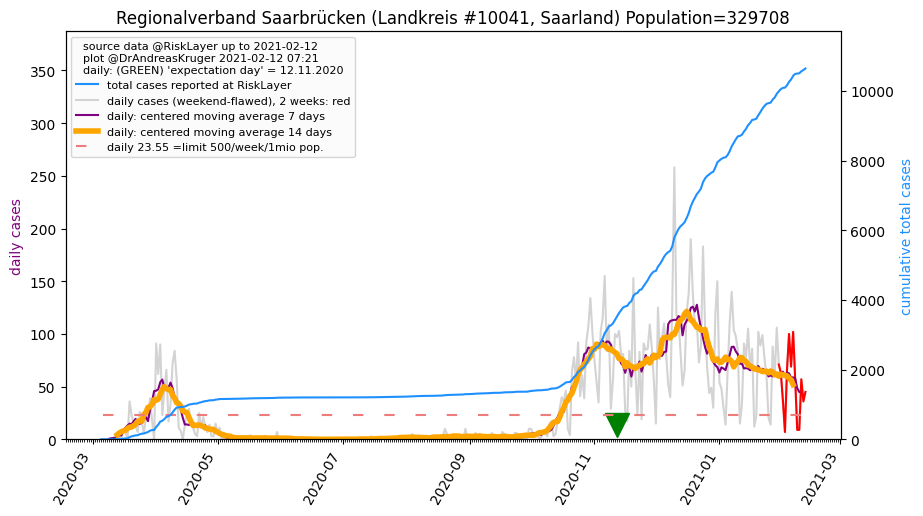 Regionalverband Saarbrücken (Landkreis #10041, Saarland) Population=329708
source data @RiskLayer up to 2021-02-12
plot @DrAndreasKruger 2021-02-12 07:21
daily: (GREEN) 'expectation day' = 12.11.2020
total cases reported at RiskLayer
daily cases (weekend-flawed), 2 weeks: red
daily: centered moving average 7 days
daily: centered moving average 14 days
daily 23.55 =limit 500/week/1mio pop.
daily cases
350
300
250
200
150
100
50
0
cumulative total cases
10000
8000
6000
4000
2000
0
2020-03
2020-05
2020-07
2020-09
2020-11
2021-01
2021-03